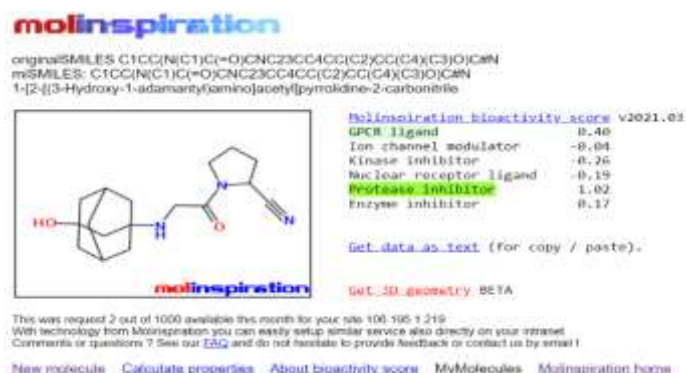 molinspiration
originalSMILES C1CC(N(C1)C(=O)CNC23CC4CC(C2)CC(C4)(C3)O)C#N
miSMILES: C1CC(N(C1)C(=O)CNC23CC4CC(C2)CC(C4)(C3)O)C#N
1-[2-[(3-Hydroxy-1-adamantyl)amino]acetyl]pyrrolidine-2-carbonitrile
Molinspiration bioactivity score v2021.03
GPCR ligand 0.40
Ion channel modulator -0.04
Kinase inhibitor -0.26
Nuclear receptor ligand -0.19
Protease inhibitor 1.02
Enzyme inhibitor 0.17
Get data as text (for copy / paste).
Get 3D geometry BETA
HO
N
H
O
N
N
molinspiration
This was request 2 out of 1000 available this month for your site 106.195.1.219
With technology from Molinspiration you can easily setup similar service also directly on your intranet
Comments or questions ? See our FAQ and do not hesitate to provide feedback or contact us by email !
New molecule Calculate properties About bioactivity score MyMolecules Molinspiration home